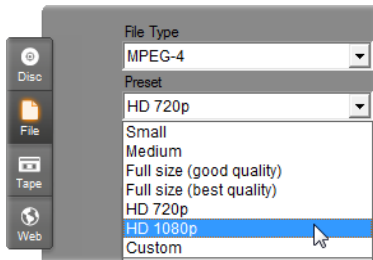 File Type
MPEG-4
Disc
Preset
HD 720p
File
Small
Medium
Full size (good quality)
Full size (best quality)
Tape
HD 720p
HD 1080p
Web
Custom